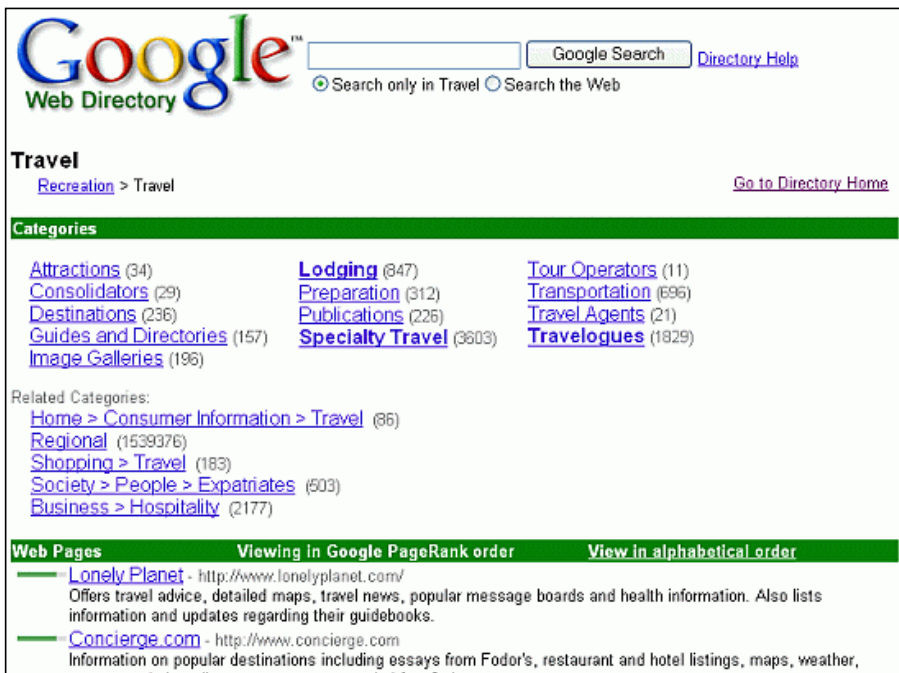 Google™
Web Directory
Google Search
Directory Help
Search only in Travel Search the Web
Travel
Recreation > Travel
Go to Directory Home
Categories
Attractions (34) Lodging (847) Tour Operators (11)
Consolidators (29) Preparation (312) Transportation (696)
Destinations (236) Publications (226) Travel Agents (21)
Guides and Directories (157) Specialty Travel (3603) Travelogues (1829)
Image Galleries (196)
Related Categories:
Home > Consumer Information > Travel (86)
Regional (1539376)
Shopping > Travel (183)
Society > People > Expatriates (503)
Business > Hospitality (2177)
Web Pages Viewing in Google PageRank order View in alphabetical order
Lonely Planet - http://www.lonelyplanet.com/
Offers travel advice, detailed maps, travel news, popular message boards and health information. Also lists
information and updates regarding their guidebooks.
Concierge.com - http://www.concierge.com
Information on popular destinations including essays from Fodor's, restaurant and hotel listings, maps, weather,